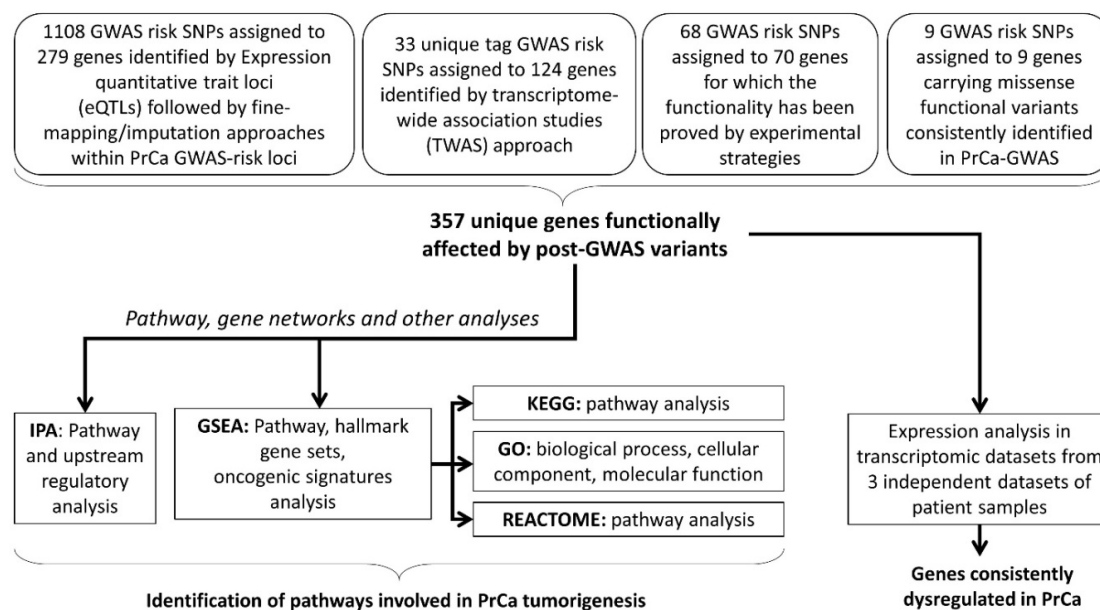 1108 GWAS risk SNPs assigned to
279 genes identified by Expression
quantitative trait loci
(eQTLs) followed by fine-
mapping/imputation approaches
within PrCa GWAS-risk loci
33 unique tag GWAS risk
SNPs assigned to 124 genes
identified by transcriptome-
wide association studies
(TWAS) approach
68 GWAS risk SNPs
assigned to 70 genes
for which the
functionality has been
proved by experimental
strategies
9 GWAS risk SNPs
assigned to 9 genes
carrying missense
functional variants
consistently identified
in PrCa-GWAS
357 unique genes functionally
affected by post-GWAS variants
Pathway, gene networks and other analyses
IPA: Pathway
and upstream
regulatory
analysis
GSEA: Pathway, hallmark
gene sets,
oncogenic signatures
analysis
KEGG: pathway analysis
GO: biological process, cellular
component, molecular function
REACTOME: pathway analysis
Expression analysis in
transcriptomic datasets from
3 independent datasets of
patient samples
Identification of pathways involved in PrCa tumorigenesis
Genes consistently
dysregulated in PrCa